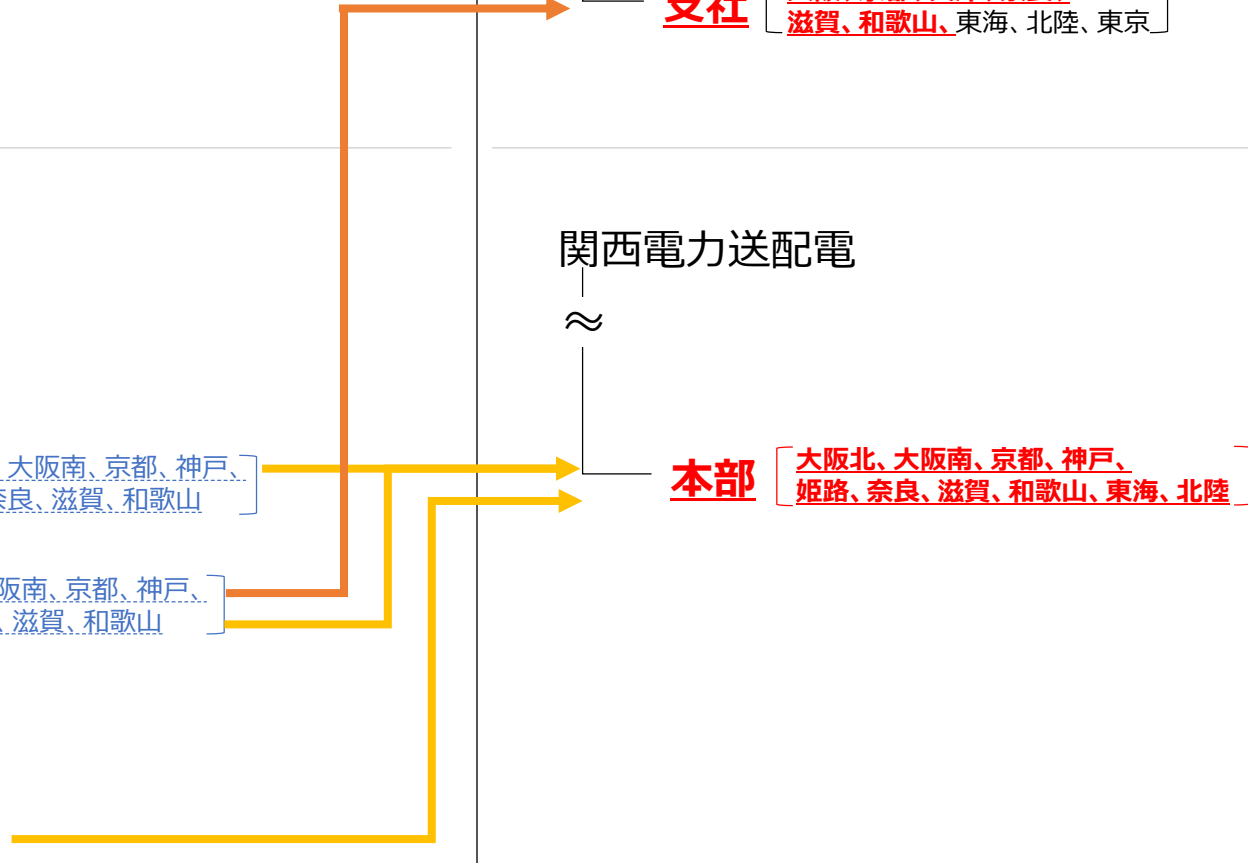 支社
滋賀、和歌山、東海、北陸、東京
関西電力送配電
≈
大阪南、京都、神戸、
良、滋賀、和歌山
本部
大阪北、大阪南、京都、神戸、
姫路、奈良、滋賀、和歌山、東海、北陸
阪南、京都、神戸、
滋賀、和歌山